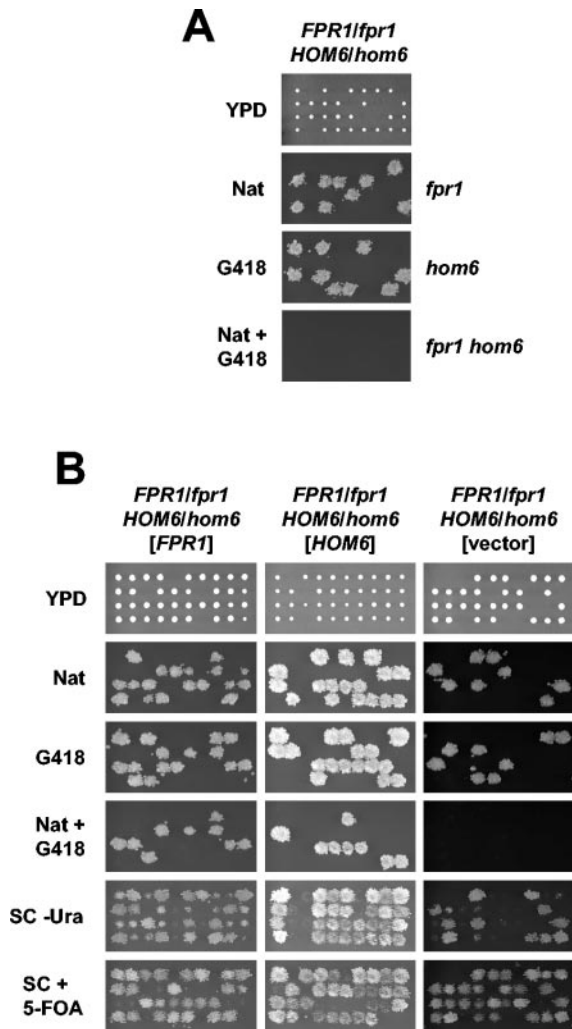 A
FPR1/fpr1
HOM6/hom6
YPD
Nat
fpr1
G418
hom6
Nat +
G418
fpr1 hom6
B
FPR1/fpr1
HOM6/hom6
[FPR1]
FPR1/fpr1
HOM6/hom6
[HOM6]
FPR1/fpr1
HOM6/hom6
[vector]
YPD
Nat
G418
Nat +
G418
SC -Ura
SC +
5-FOA